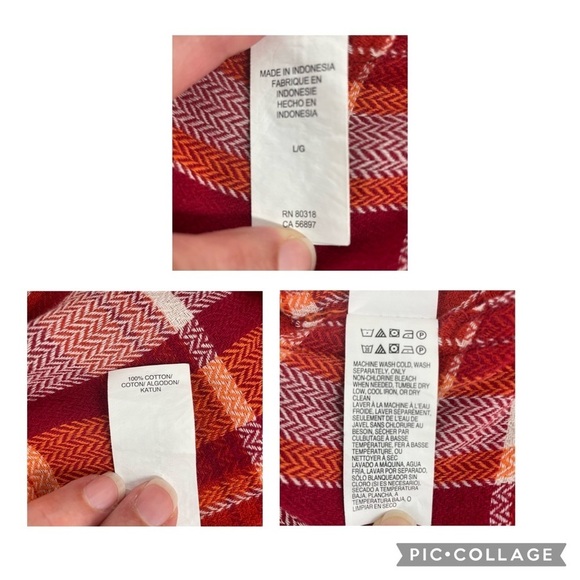 MADE IN INDONESIA
FABRIQUE EN
INDONESIE
HECHO EN
INDONESIA
L/G
RN 80318
CA 56897
100% COTTON/
COTON/ ALGODON/
KATUN
MACHINE WASH COLD, WASH
SEPARATELY, ONLY
NON-CHLORINE BLEACH
WHEN NEEDED, TUMBLE DRY
LOW, COOL IRON, OR DRY
CLEAN
LAVER À LA MACHINE À L'EAU
FROIDE, LAVER SÉPARÉMENT,
SEULEMENT DE L'EAU DE
JAVEL SANS CHLORURE AU
BESOIN, SÉCHER PAR
CULBUTAGE À BASSE
TEMPÉRATURE, FER À BASSE
TEMPÉRATURE, OU
NETTOYER À SEC
LAVADO A MÁQUINA, AGUA
FRÍA, LAVAR POR SEPARADO,
SÓLO BLANQUEADOR SIN
CLORO (SI ES NECESARIO),
SECADO A TEMPERATURA
BAJA, PLANCHA, A
TEMPERATURA BAJA, O
LIMPIAR EN SECO
PIC•COLLAGE